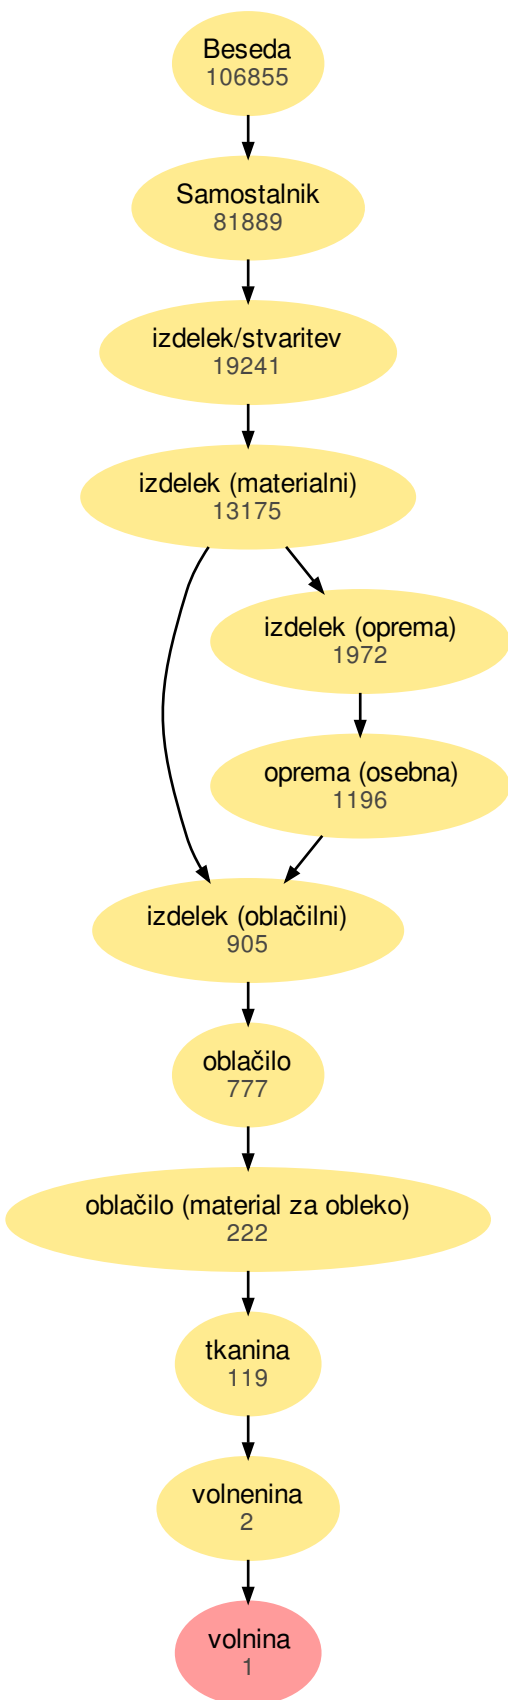 Beseda
106855
Samostalnik
81889
izdelek/stvaritev
19241
izdelek (materialni)
13175
izdelek (oprema)
1972
oprema (osebna)
1196
izdelek (oblačilni)
905
oblačilo
777
oblačilo (material za obleko)
222
tkanina
119
volnenina
2
volnina
1